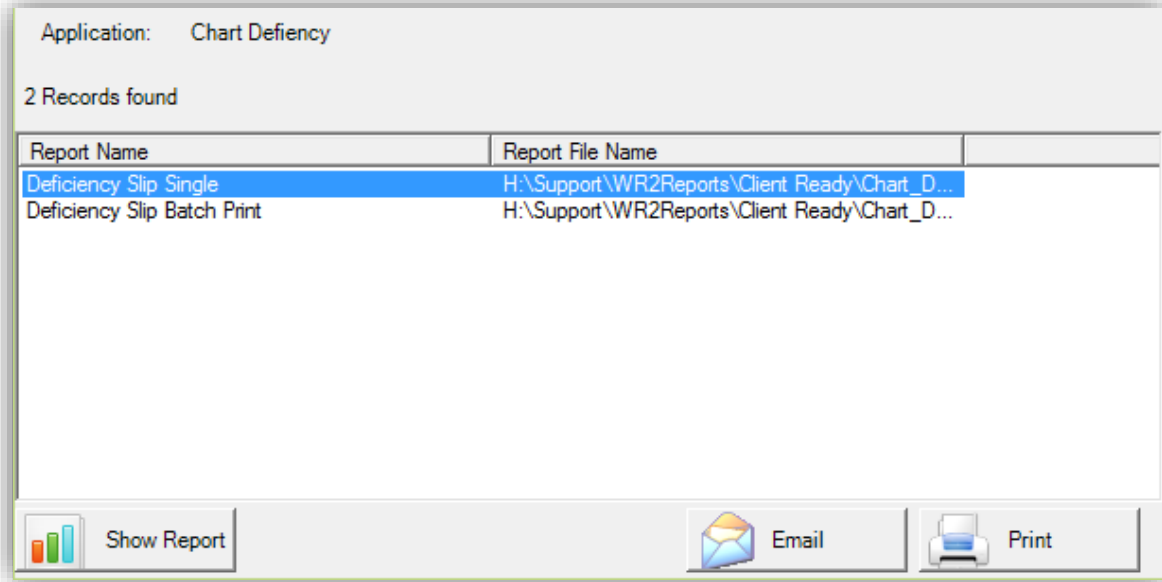 Application: Chart Defiency
2 Records found
Report Name Report File Name
Deficiency Slip Single H:\Support\WR2Reports\Client Ready\Chart_D...
Deficiency Slip Batch Print H:\Support\WR2Reports\Client Ready\Chart_D...
Show Report Email Print